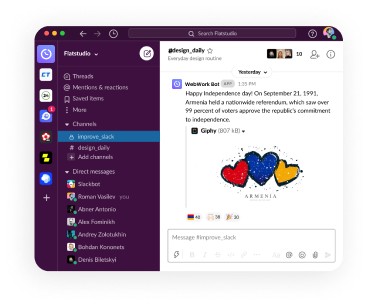 Search Flatstudio
Flatstudio
Threads
Mentions & reactions
Saved items
More
Channels
improve_slack
# design_daily
Add channels
Direct messages
Slackbot
Roman Vasilev you
Abner Antonio
Alex Fominikh
Andrey Zolotukhin
Bohdan Kononets
Denis Biletskyi
#design_daily
Everyday design routine
10
Yesterday
WebWork Bot APP 1:35 PM
Happy Independence day! On September 21, 1991,
Armenia held a nationwide referendum, which saw over
99 percent of voters approve the republic's commitment
to independence.
Giphy (807 kB)
ARMENIA
40
38
30
Message #improve_slack